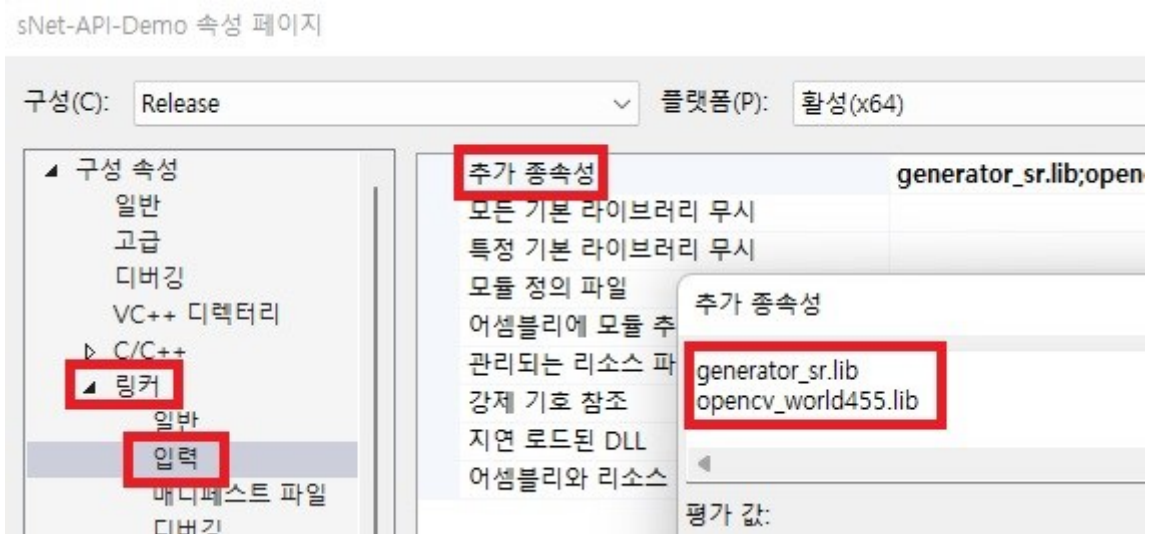 sNet-API-Demo 속성 페이지
구성(C): Release 플랫폼(P): 활성(x64)
구성 속성
일반
고급
디버깅
VC++ 디렉터리
C/C++
링커
일반
입력
매니페스트 파일
디버깅
추가 종속성 generator_sr.lib;open
모든 기본 라이브러리 무시
특정 기본 라이브러리 무시
모듈 정의 파일
어셈블리에 모듈 추
관리되는 리소스 파
강제 기호 참조
지연 로드된 DLL
어셈블리와 리소스
추가 종속성
generator_sr.lib
opencv_world455.lib
평가 값: